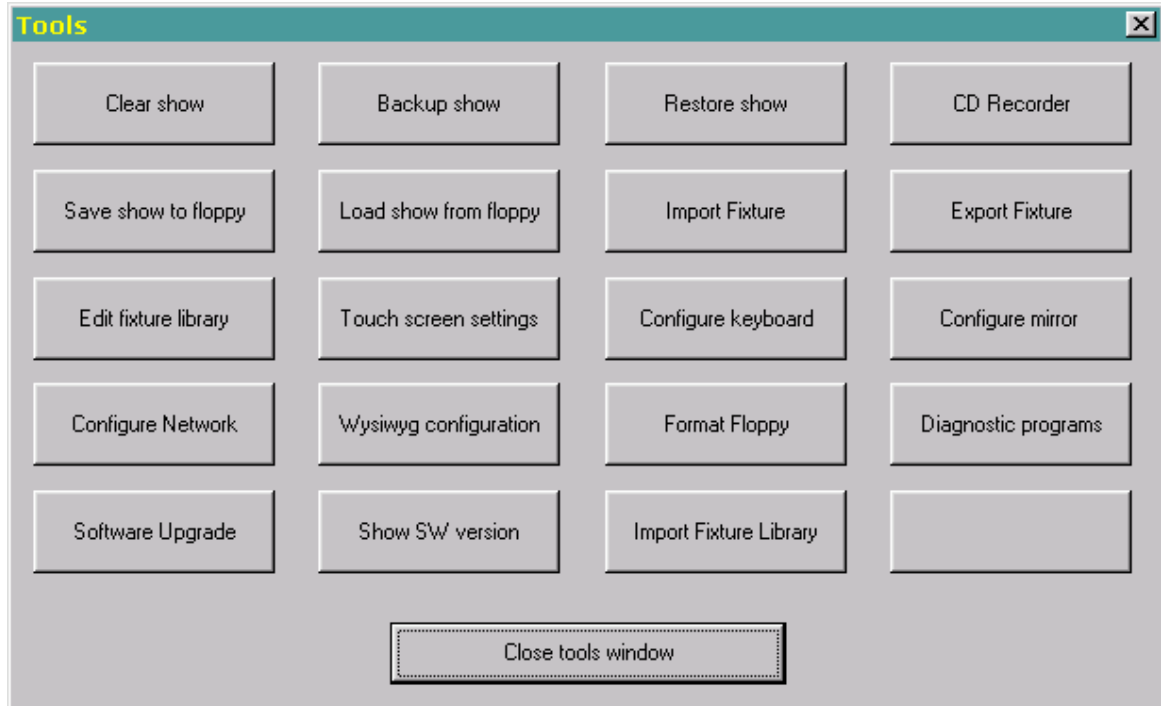 Tools
Clear show
Backup show
Restore show
CD Recorder
Save show to floppy
Load show from floppy
Import Fixture
Export Fixture
Edit fixture library
Touch screen settings
Configure keyboard
Configure mirror
Configure Network
Wysiwyg configuration
Format Floppy
Diagnostic programs
Software Upgrade
Show SW version
Import Fixture Library
Close tools window